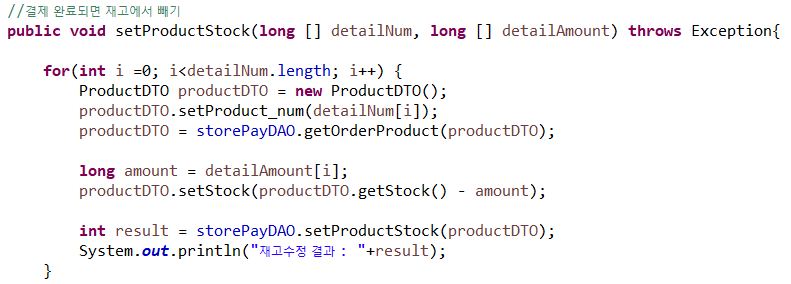 //결제 완료되면 재고에서 빼기
public void setProductStock(long [] detailNum, long [] detailAmount) throws Exception{
for(int i =0; i<detailNum.length; i++) {
ProductDTO productDTO = new ProductDTO();
productDTO.setProduct_num(detailNum[i]);
productDTO = storePayDAO.getOrderProduct(productDTO);
long amount = detailAmount[i];
productDTO.setStock(productDTO.getStock() - amount);
int result = storePayDAO.setProductStock(productDTO);
System.out.println("재고수정 결과 : "+result);
}